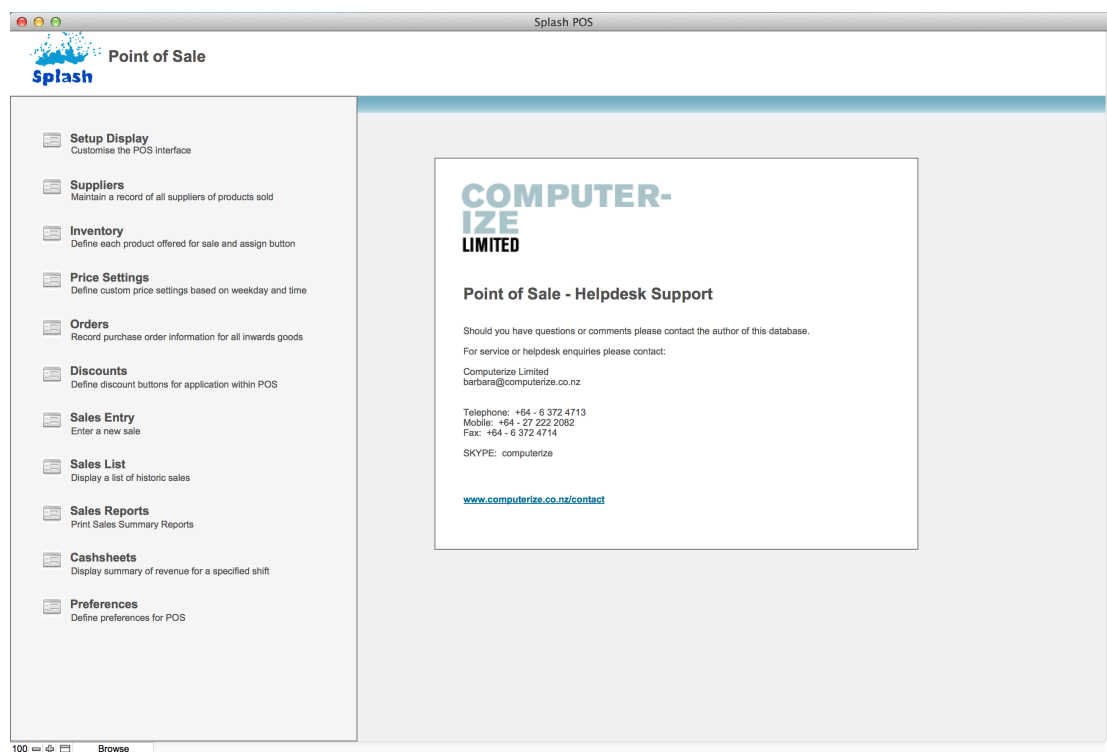 Splash POS
Splash
Point of Sale
Setup Display
Customise the POS interface
Suppliers
Maintain a record of all suppliers of products sold
Inventory
Define each product offered for sale and assign button
Price Settings
Define custom price settings based on weekday and time
Orders
Record purchase order information for all inwards goods
Discounts
Define discount buttons for application within POS
Sales Entry
Enter a new sale
Sales List
Display a list of historic sales
Sales Reports
Print Sales Summary Reports
Cashsheets
Display summary of revenue for a specified shift
Preferences
Define preferences for POS
COMPUTER-
IZE
LIMITED
Point of Sale - Helpdesk Support
Should you have questions or comments please contact the author of this database.
For service or helpdesk enquiries please contact:
Computerize Limited
barbara@computerize.co.nz
Telephone: +64 - 6 372 4713
Mobile: +64 - 27 222 2082
Fax: +64 - 6 372 4714
SKYPE: computerize
www.computerize.co.nz/contact
100
Browse